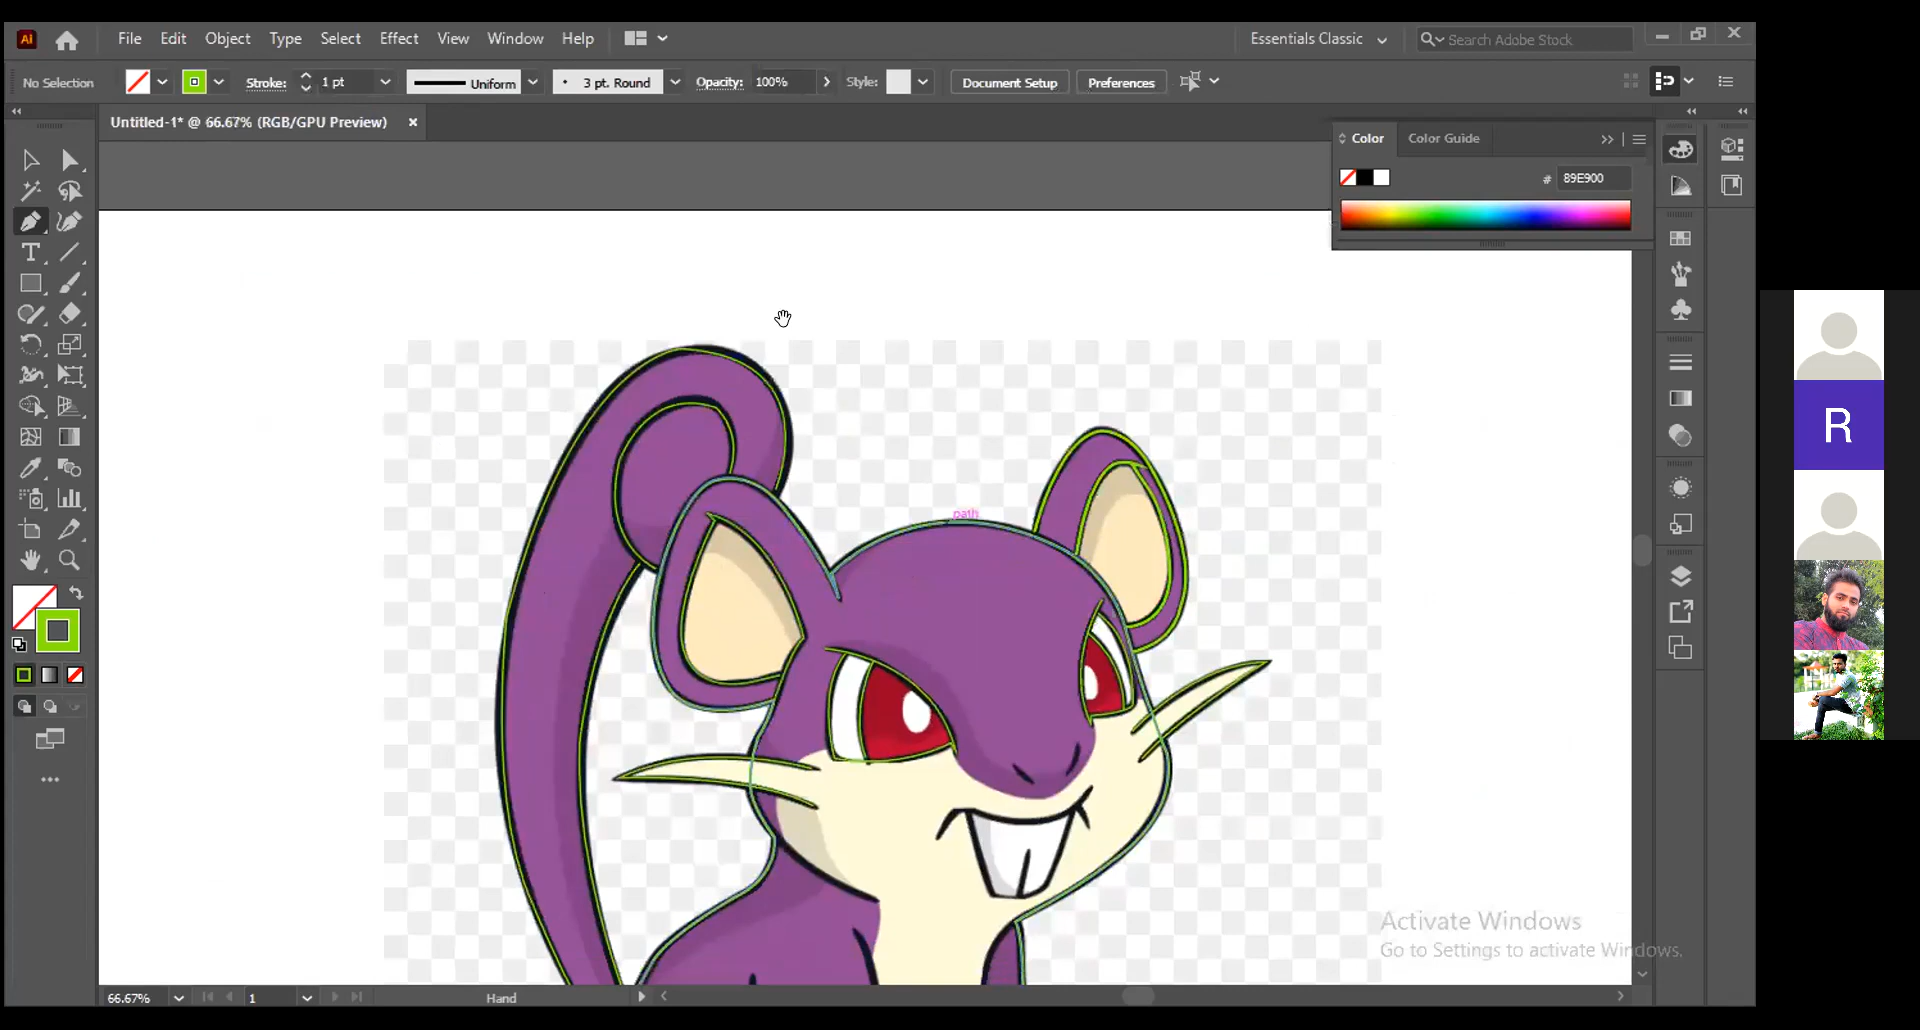 Ai File Edit Object Type Select Effect View Window Help Essentials Classic Search Adobe Stock
No Selection Stroke: 1 pt Uniform 3 pt. Round Opacity: 100% Style: Document Setup Preferences
Untitled-1* @ 66.67% (RGB/GPU Preview)
Color Color Guide
# 89E900
path
R
Activate Windows
Go to Settings to activate Windows.
66.67% 1 Hand